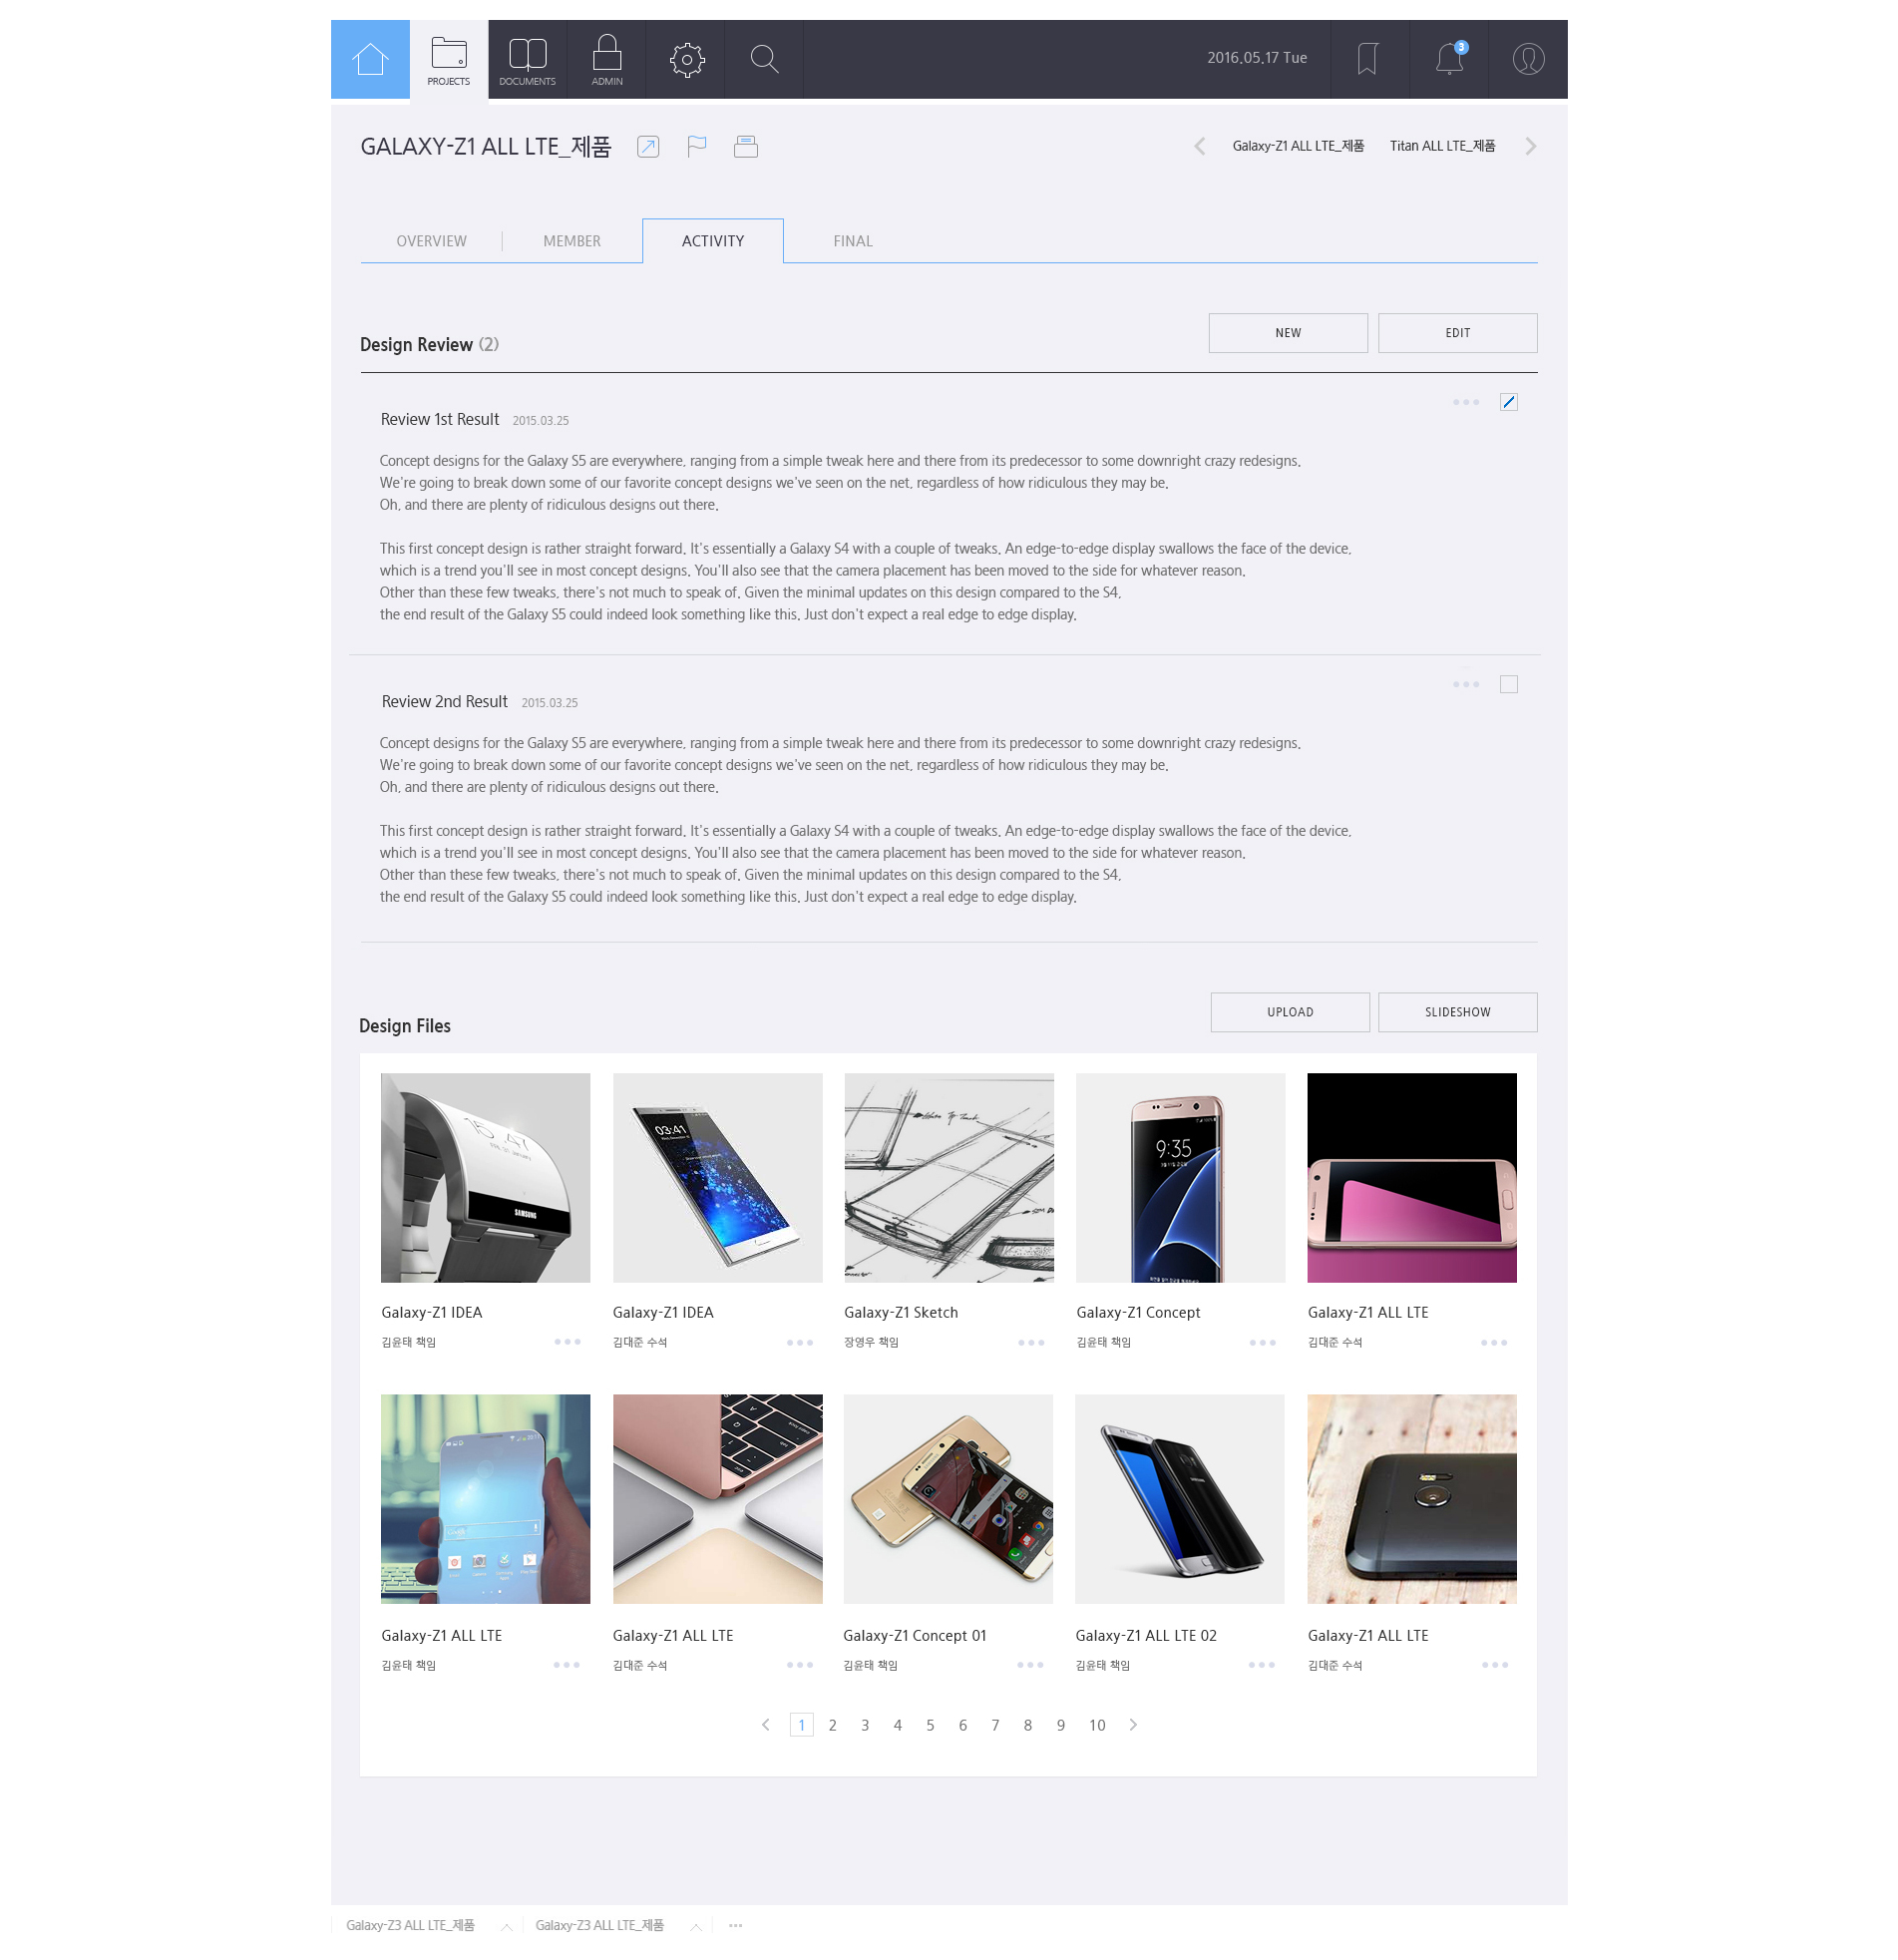 PROJECTS
DOCUMENTS
ADMIN
2016.05.17 Tue
3
GALAXY-Z1 ALL LTE_제품
Galaxy-Z1 ALL LTE_제품
Titan ALL LTE_제품
OVERVIEW
MEMBER
ACTIVITY
FINAL
Design Review (2)
NEW
EDIT
Review 1st Result 2015.03.25
Concept designs for the Galaxy S5 are everywhere, ranging from a simple tweak here and there from its predecessor to some downright crazy redesigns.
We're going to break down some of our favorite concept designs we've seen on the net, regardless of how ridiculous they may be.
Oh, and there are plenty of ridiculous designs out there.
This first concept design is rather straight forward. It's essentially a Galaxy S4 with a couple of tweaks. An edge-to-edge display swallows the face of the device,
which is a trend you'll see in most concept designs. You'll also see that the camera placement has been moved to the side for whatever reason.
Other than these few tweaks, there's not much to speak of. Given the minimal updates on this design compared to the S4,
the end result of the Galaxy S5 could indeed look something like this. Just don't expect a real edge to edge display.
Review 2nd Result 2015.03.25
Concept designs for the Galaxy S5 are everywhere, ranging from a simple tweak here and there from its predecessor to some downright crazy redesigns.
We're going to break down some of our favorite concept designs we've seen on the net, regardless of how ridiculous they may be.
Oh, and there are plenty of ridiculous designs out there.
This first concept design is rather straight forward. It's essentially a Galaxy S4 with a couple of tweaks. An edge-to-edge display swallows the face of the device,
which is a trend you'll see in most concept designs. You'll also see that the camera placement has been moved to the side for whatever reason.
Other than these few tweaks, there's not much to speak of. Given the minimal updates on this design compared to the S4,
the end result of the Galaxy S5 could indeed look something like this. Just don't expect a real edge to edge display.
Design Files
UPLOAD
SLIDESHOW
15 :47
SAMSUNG
03:41
9:35
Galaxy-Z1 IDEA
김윤태 책임
Galaxy-Z1 IDEA
김대준 수석
Galaxy-Z1 Sketch
장영우 책임
Galaxy-Z1 Concept
김윤태 책임
Galaxy-Z1 ALL LTE
김대준 수석
Google
Galaxy-Z1 ALL LTE
김윤태 책임
Galaxy-Z1 ALL LTE
김대준 수석
Galaxy-Z1 Concept 01
김윤태 책임
Galaxy-Z1 ALL LTE 02
김윤태 책임
Galaxy-Z1 ALL LTE
김대준 수석
1 2 3 4 5 6 7 8 9 10
Galaxy-Z3 ALL LTE_제품
Galaxy-Z3 ALL LTE_제품